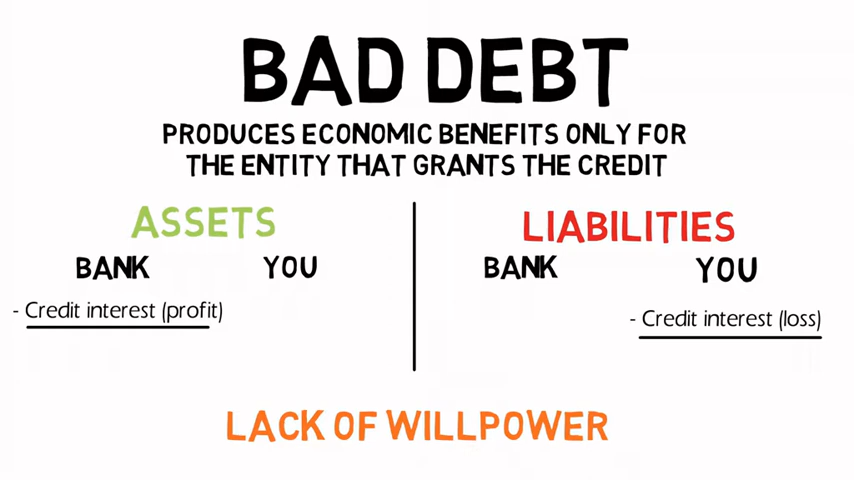 BAD DEBT
PRODUCES ECONOMIC BENEFITS ONLY FOR
THE ENTITY THAT GRANTS THE CREDIT
ASSETS
BANK YOU
- Credit interest (profit)
LIABILITIES
BANK YOU
- Credit interest (loss)
LACK OF WILLPOWER